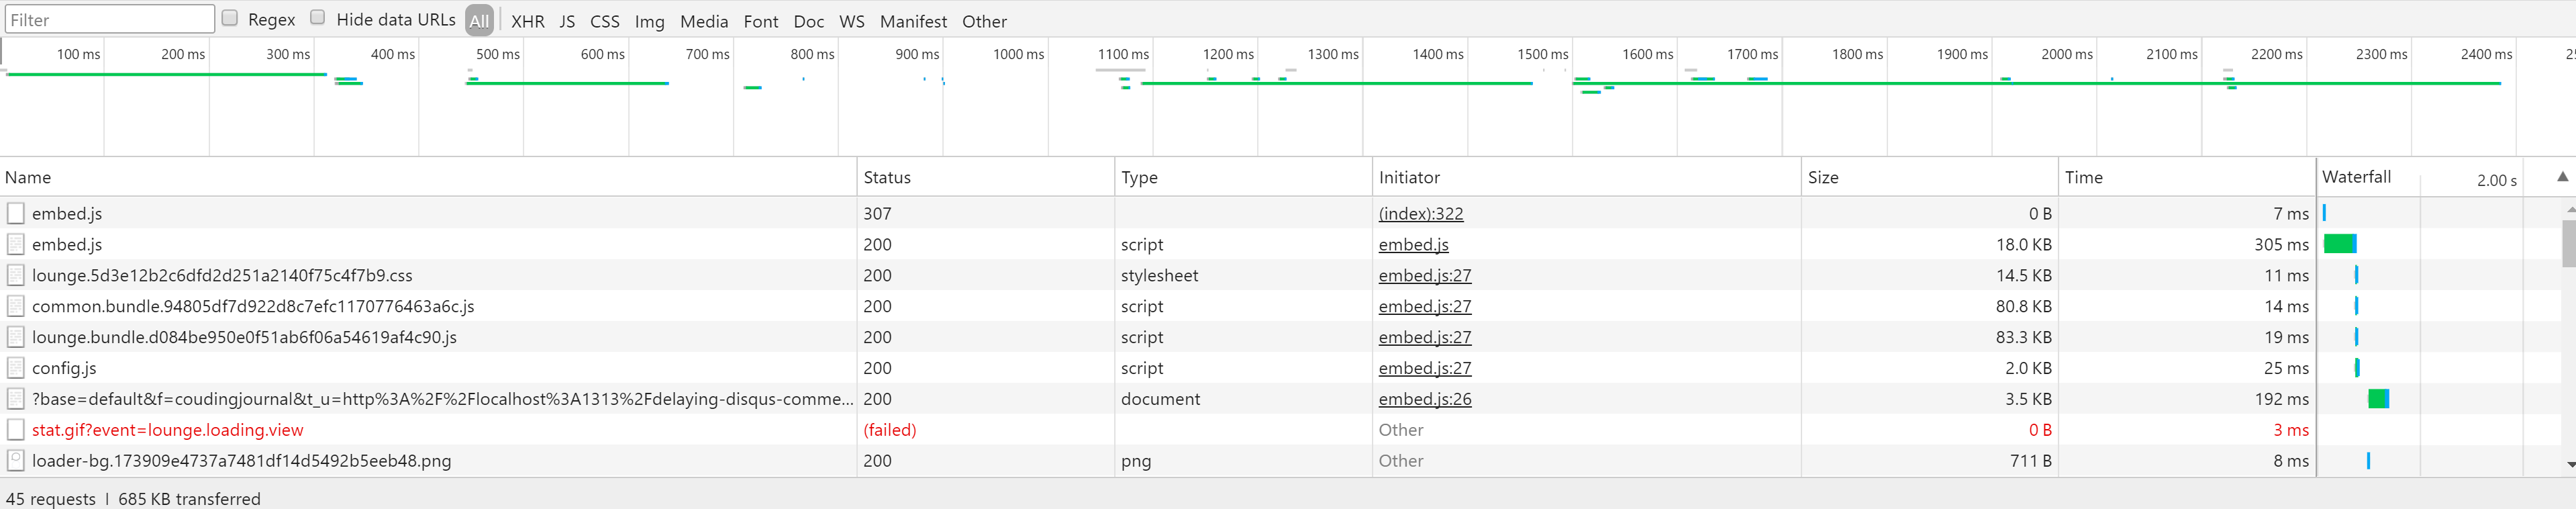 Filter Regex Hide data URLs All XHR JS CSS Img Media Font Doc WS Manifest Other
100 ms 200 ms 300 ms 400 ms 500 ms 600 ms 700 ms 800 ms 900 ms 1000 ms 1100 ms 1200 ms 1300 ms 1400 ms 1500 ms 1600 ms 1700 ms 1800 ms 1900 ms 2000 ms 2100 ms 2200 ms 2300 ms 2400 ms
Name Status Type Initiator Size Time Waterfall 2.00 s
embed.js 307 (index):322 0 B 7 ms
embed.js 200 script embed.js 18.0 KB 305 ms
lounge.5d3e12b2c6dfd2d251a2140f75c4f7b9.css 200 stylesheet embed.js:27 14.5 KB 11 ms
common.bundle.94805df7d922d8c7efc1170776463a6c.js 200 script embed.js:27 80.8 KB 14 ms
lounge.bundle.d084be950e0f51ab6f06a54619af4c90.js 200 script embed.js:27 83.3 KB 19 ms
config.js 200 script embed.js:27 2.0 KB 25 ms
?base=default&f=coudingjournal&t_u=http%3A%2F%2Flocalhost%3A1313%2Fdelaying-disqus-comme... 200 document embed.js:26 3.5 KB 192 ms
stat.gif?event=lounge.loading.view (failed) Other 0 B 3 ms
loader-bg.173909e4737a7481df14d5492b5eeb48.png 200 png Other 711 B 8 ms
45 requests | 685 KB transferred